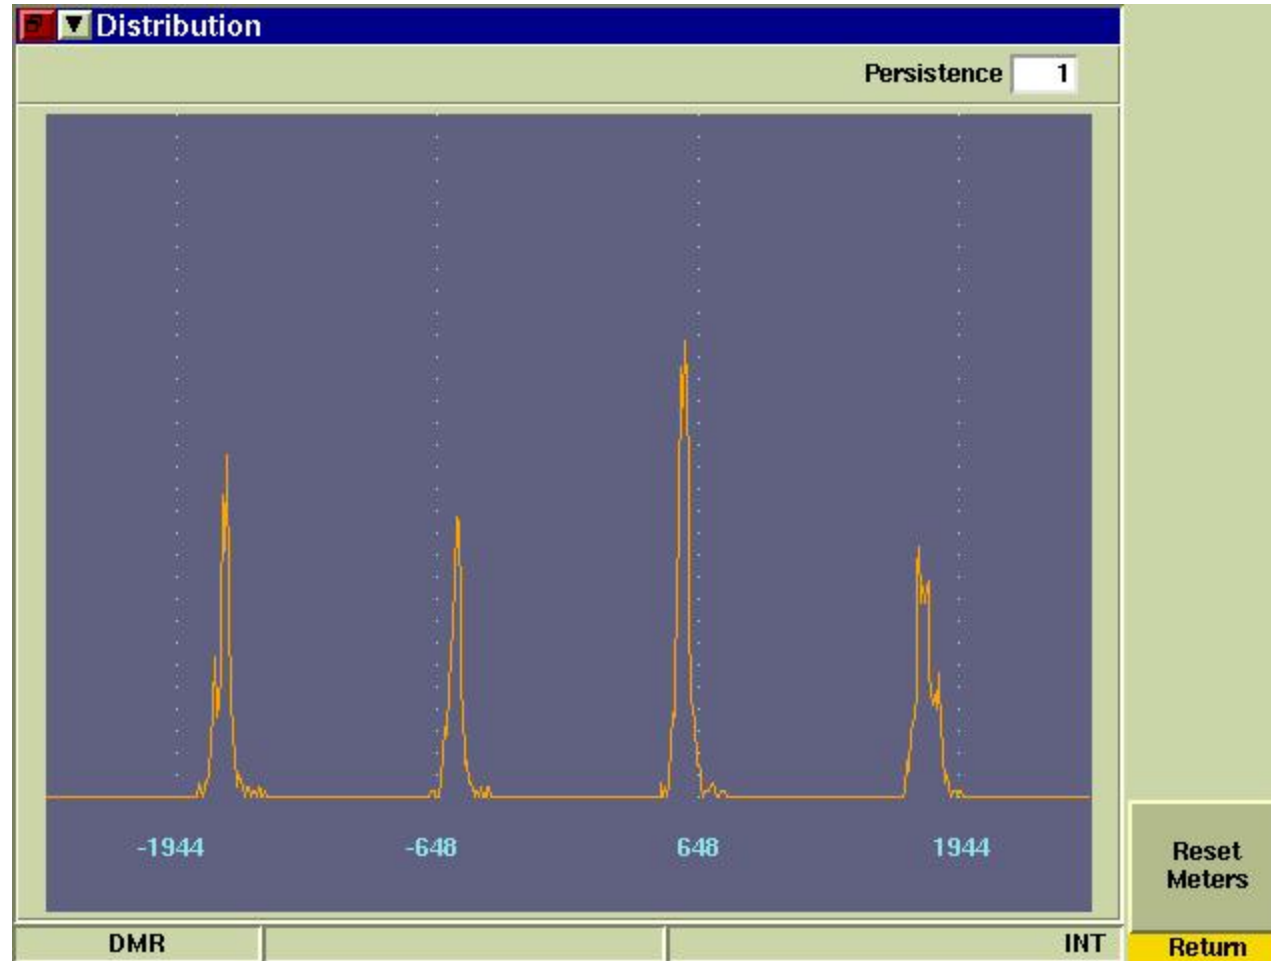 Distribution
Persistence 1
-1944 -648 648 1944
Reset
Meters
DMR INT Return